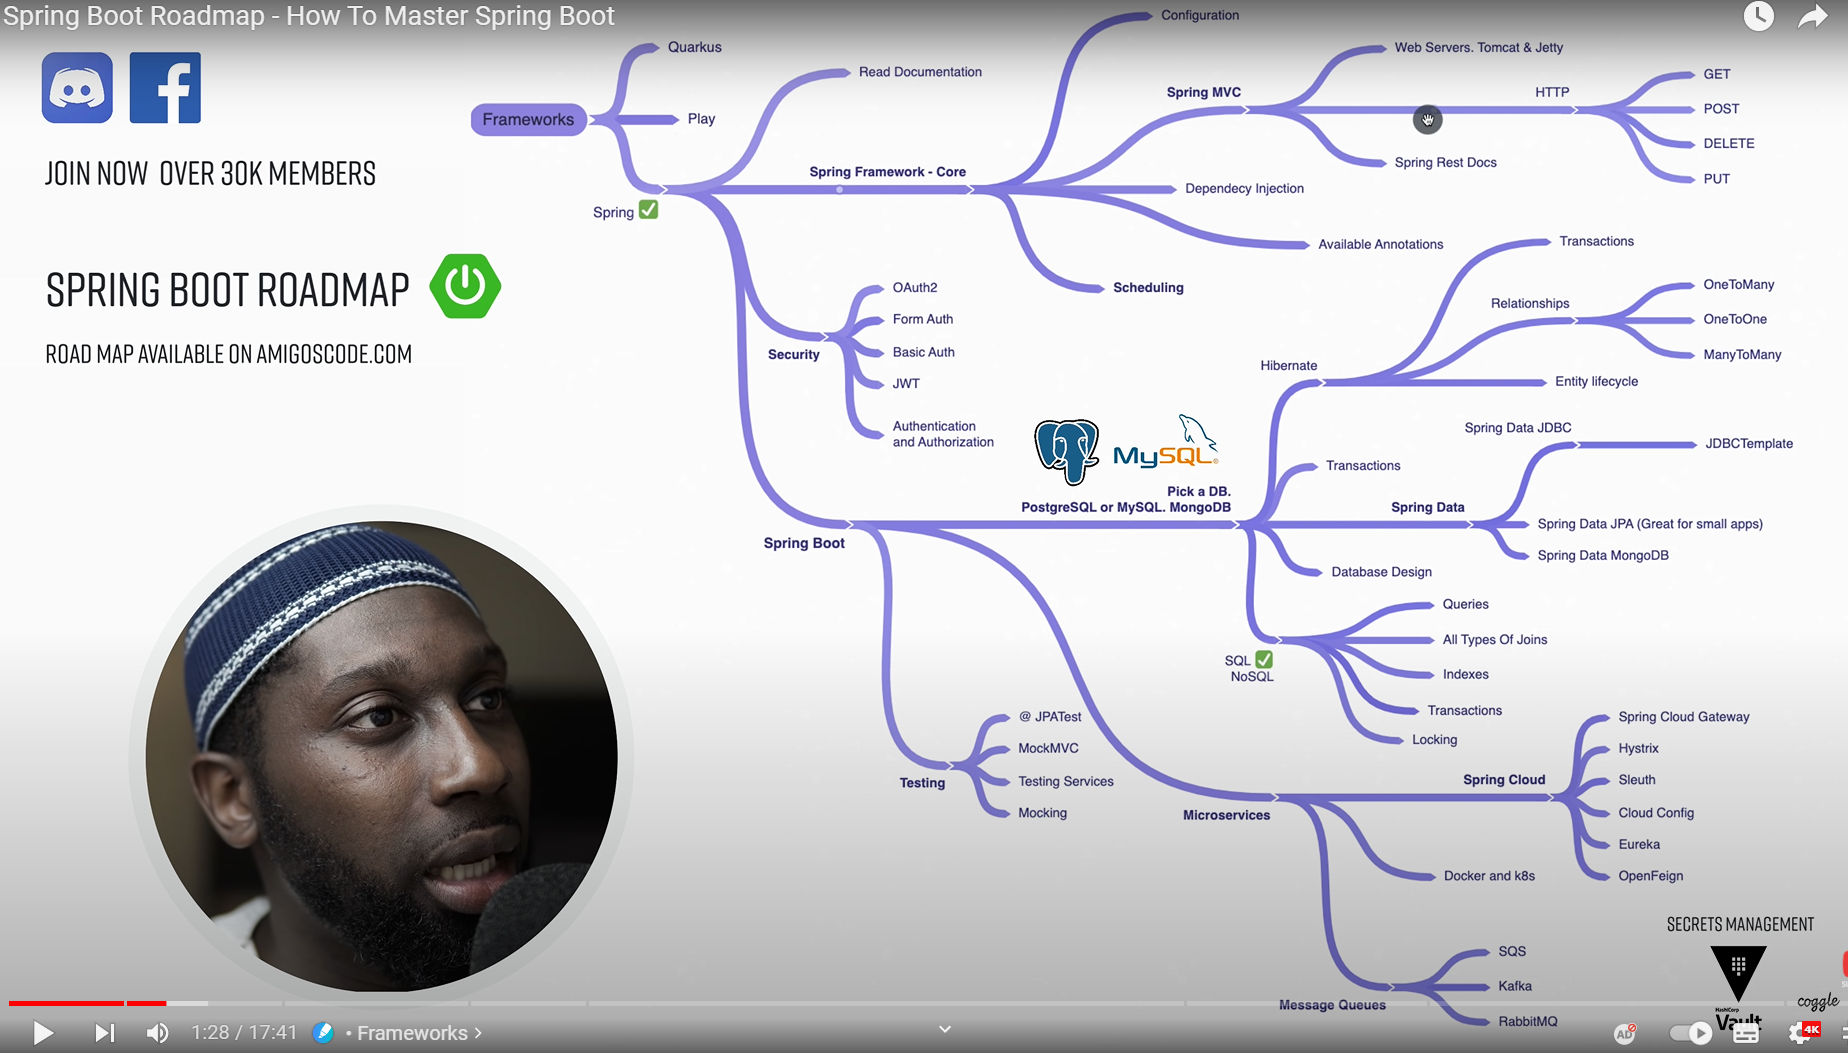 Spring Boot Roadmap - How To Master Spring Boot
JOIN NOW OVER 30K MEMBERS
SPRING BOOT ROADMAP
ROAD MAP AVAILABLE ON AMIGOSCODE.COM
Frameworks
Quarkus
Play
Spring
Read Documentation
Spring Framework - Core
Configuration
Spring MVC
Web Servers. Tomcat & Jetty
HTTP
GET
POST
DELETE
PUT
Spring Rest Docs
Dependecy Injection
Available Annotations
Scheduling
Security
OAuth2
Form Auth
Basic Auth
JWT
Authentication
and Authorization
Spring Boot
MySQL
Pick a DB.
PostgreSQL or MySQL. MongoDB
Hibernate
Transactions
Relationships
OneToMany
OneToOne
ManyToMany
Entity lifecycle
Transactions
Spring Data
Spring Data JDBC
JDBCTemplate
Spring Data JPA (Great for small apps)
Spring Data MongoDB
Database Design
SQL
NoSQL
Queries
All Types Of Joins
Indexes
Transactions
Locking
Testing
@ JPATest
MockMVC
Testing Services
Mocking
Microservices
Spring Cloud
Spring Cloud Gateway
Hystrix
Sleuth
Cloud Config
Eureka
OpenFeign
Docker and k8s
Message Queues
SQS
Kafka
RabbitMQ
SECRETS MANAGEMENT
HashiCorp
Vault
coggle
1:28 / 17:41
• Frameworks >
AD
4K